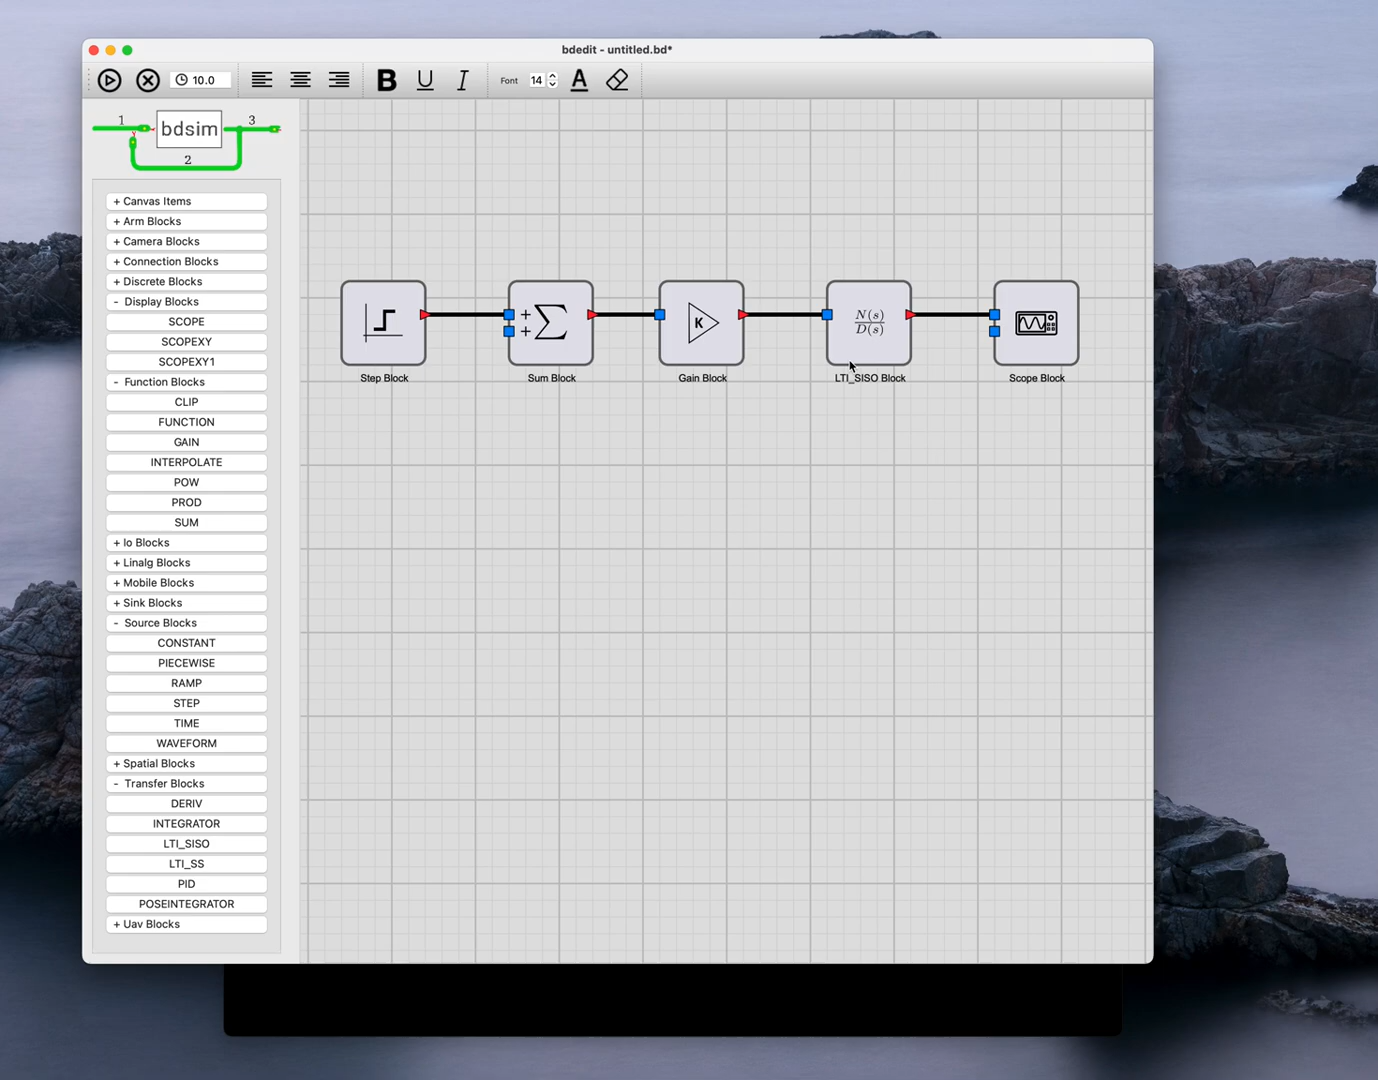 bdedit - untitled.bd*
10.0
B U I
Font 14 A
1 bdsim 3
2
+ Canvas Items
+ Arm Blocks
+ Camera Blocks
+ Connection Blocks
+ Discrete Blocks
- Display Blocks
SCOPE
SCOPEXY
SCOPEXY1
- Function Blocks
CLIP
FUNCTION
GAIN
INTERPOLATE
POW
PROD
SUM
+ Io Blocks
+ Linalg Blocks
+ Mobile Blocks
+ Sink Blocks
- Source Blocks
CONSTANT
PIECEWISE
RAMP
STEP
TIME
WAVEFORM
+ Spatial Blocks
- Transfer Blocks
DERIV
INTEGRATOR
LTI_SISO
LTI_SS
PID
POSEINTEGRATOR
+ Uav Blocks
Step Block
+
+
∑
Sum Block
K
Gain Block
N(s)
D(s)
LTI_SISO Block
Scope Block